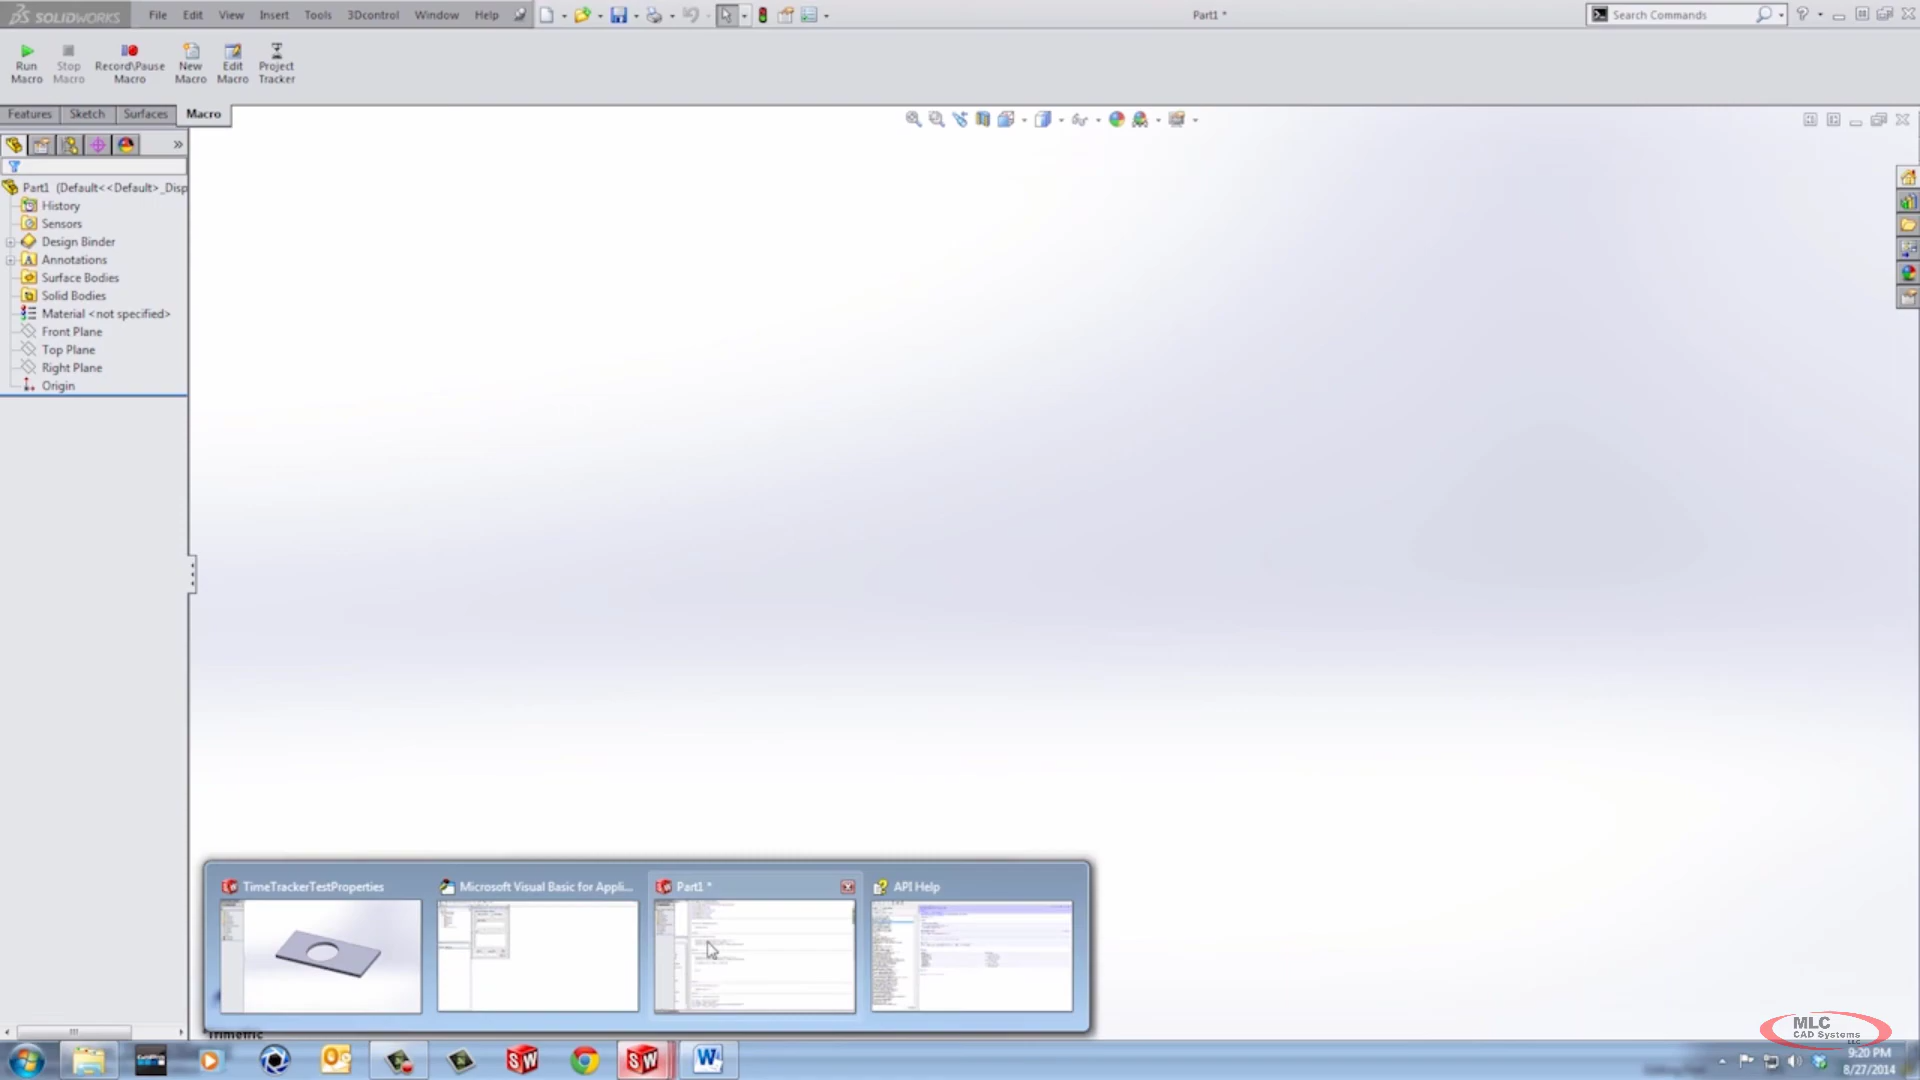 SOLIDWORKS File Edit View Insert Tools 3Dcontrol Window Help Part1 * Search Commands
Run Macro
Stop Macro
Record\Pause Macro
New Macro
Edit Macro
Project Tracker
Features Sketch Surfaces Macro
Part1 (Default<<Default>_Disp
History
Sensors
Design Binder
Annotations
Surface Bodies
Solid Bodies
Material <not specified>
Front Plane
Top Plane
Right Plane
Origin
TimeTrackerTestProperties Microsoft Visual Basic for Appli... Part1 * API Help
Trimetric
MLC
CAD Systems
LLC
9:20 PM
8/27/2014